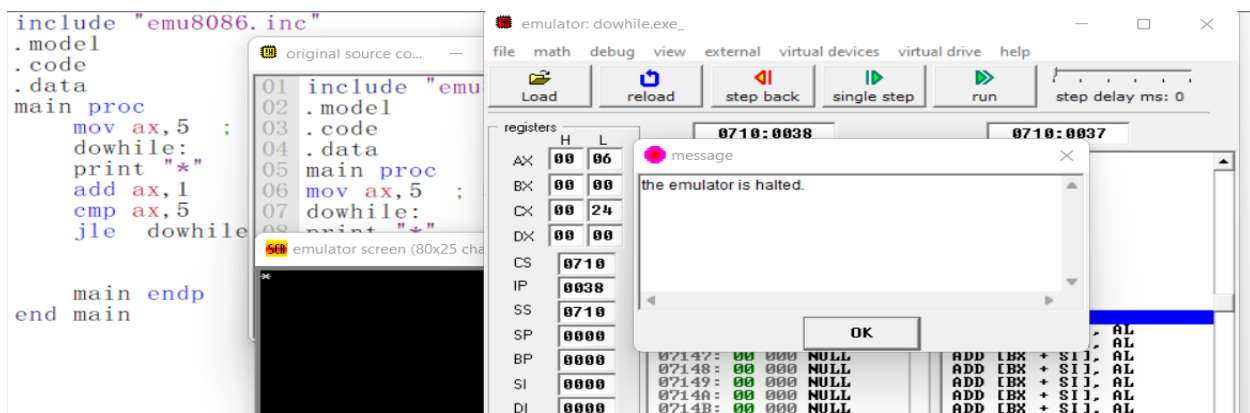 include "emu8086.inc"
.model
.code
.data
main proc
mov ax,5 ;
dowhile:
print "*"
add ax,1
cmp ax,5
jle dowhile
main endp
end main
original source co...
01 include "emu
02 .model
03 .code
04 .data
05 main proc
06 mov ax,5 ;
07 dowhile:
08 print "*"
SCR emulator screen (80x25 cha
*
emulator: dowhile.exe_
file math debug view external virtual devices virtual drive help
Load reload step back single step run step delay ms: 0
registers
H L
0710:0038 0710:0037
AX 00 06
BX 00 00
CX 00 24
DX 00 00
CS 0710
IP 0038
SS 0710
SP 0000
BP 0000
SI 0000
DI 0000
message
the emulator is halted.
OK
, AL
, AL
07147: 00 000 NULL ADD [BX + SI], AL
07148: 00 000 NULL ADD [BX + SI], AL
07149: 00 000 NULL ADD [BX + SI], AL
0714A: 00 000 NULL ADD [BX + SI], AL
0714B: 00 000 NULL ADD [BX + SI], AL